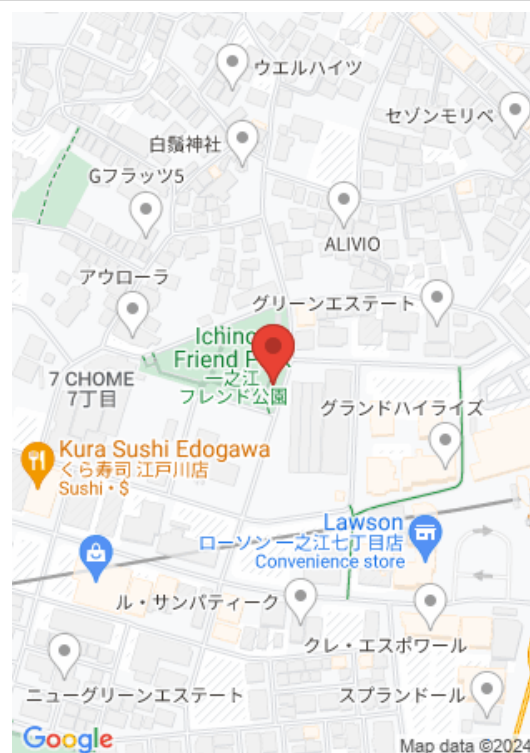 ウエルハイツ
セゾンモリベ
白鬚神社
Gフラッツ5
ALIVIO
アウローラ
グリーンエステート
Friend
一之江
フレンド公園
7 CHOME
7丁目
グランドハイライズ
Kura Sushi Edogawa
くら寿司 江戸川店
Sushi・$
Lawson
ローソン 一之江七丁目店
Convenience store
ル・サンパティーク
クレ・エスポワール
ニューグリーンエステート
スプランドール
Google
Map data ©2024